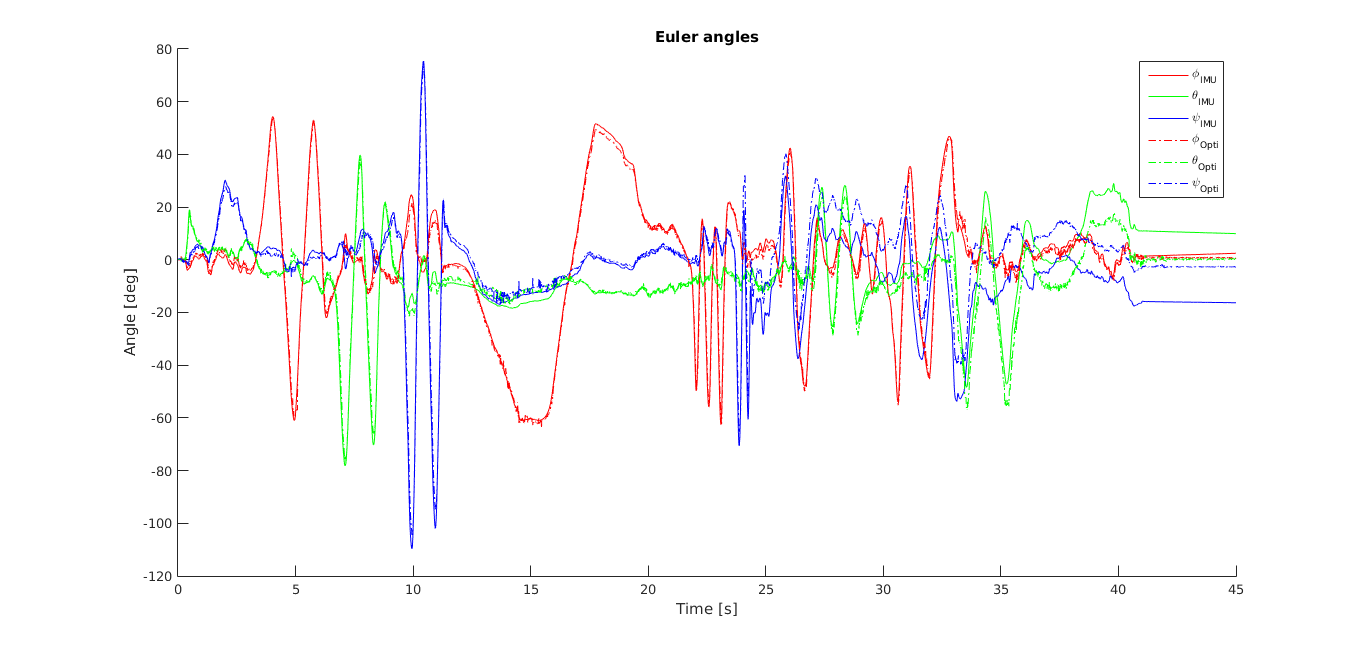 Euler angles
80
60
40
20
0
-20
-40
-60
-80
-100
-120
Angle [deg]
0 5 10 15 20 25 30 35 40 45
Time [s]
ϕIMU
θIMU
ψIMU
ϕOpti
θOpti
ψOpti